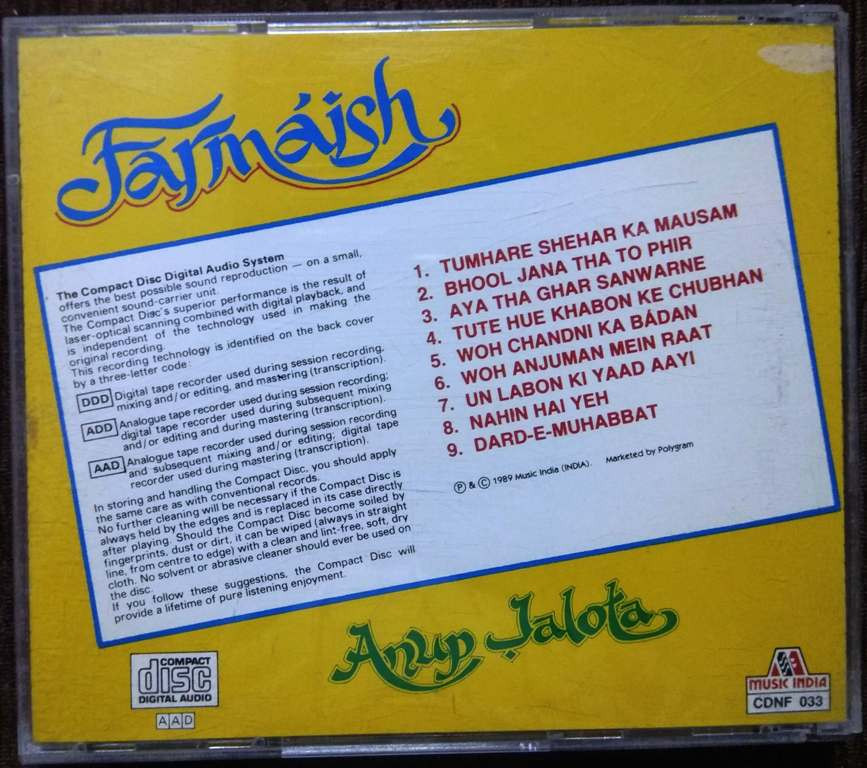 Farmáish
The Compact Disc Digital Audio System
offers the best possible sound reproduction — on a small,
convenient sound-carrier unit.
The Compact Disc's superior performance is the result of
laser-optical scanning combined with digital playback, and
is independent of the technology used in making the
original recording.
This recording technology is identified on the back cover
by a three-letter code:
DDD Digital tape recorder used during session recording,
mixing and/or editing, and mastering (transcription).
ADD Analogue tape recorder used during session recording;
digital tape recorder used during subsequent mixing
and/or editing and during mastering (transcription).
AAD Analogue tape recorder used during session recording
and subsequent mixing and/or editing; digital tape
recorder used during mastering (transcription).
In storing and handling the Compact Disc, you should apply
the same care as with conventional records.
No further cleaning will be necessary if the Compact Disc is
always held by the edges and is replaced in its case directly
after playing. Should the Compact Disc become soiled by
fingerprints, dust or dirt, it can be wiped (always in straight
line, from centre to edge) with a clean and lint-free, soft, dry
cloth. No solvent or abrasive cleaner should ever be used on
the disc.
If you follow these suggestions, the Compact Disc will
provide a lifetime of pure listening enjoyment.
1. TUMHARE SHEHAR KA MAUSAM
2. BHOOL JANA THA TO PHIR
3. AYA THA GHAR SANWARNE
4. TUTE HUE KHABON KE CHUBHAN
5. WOH CHANDNI KA BÁDAN
6. WOH ANJUMAN MEIN RAAT
7. UN LABON KI YAAD AAYI
8. NAHIN HAI YEH
9. DARD-E-MUHABBAT
Ⓟ & Ⓒ 1989 Music India (INDIA). Marketed by Polygram
Anup Jalota
COMPACT
disc
DIGITAL AUDIO
AAD
MUSIC INDIA
CDNF 033